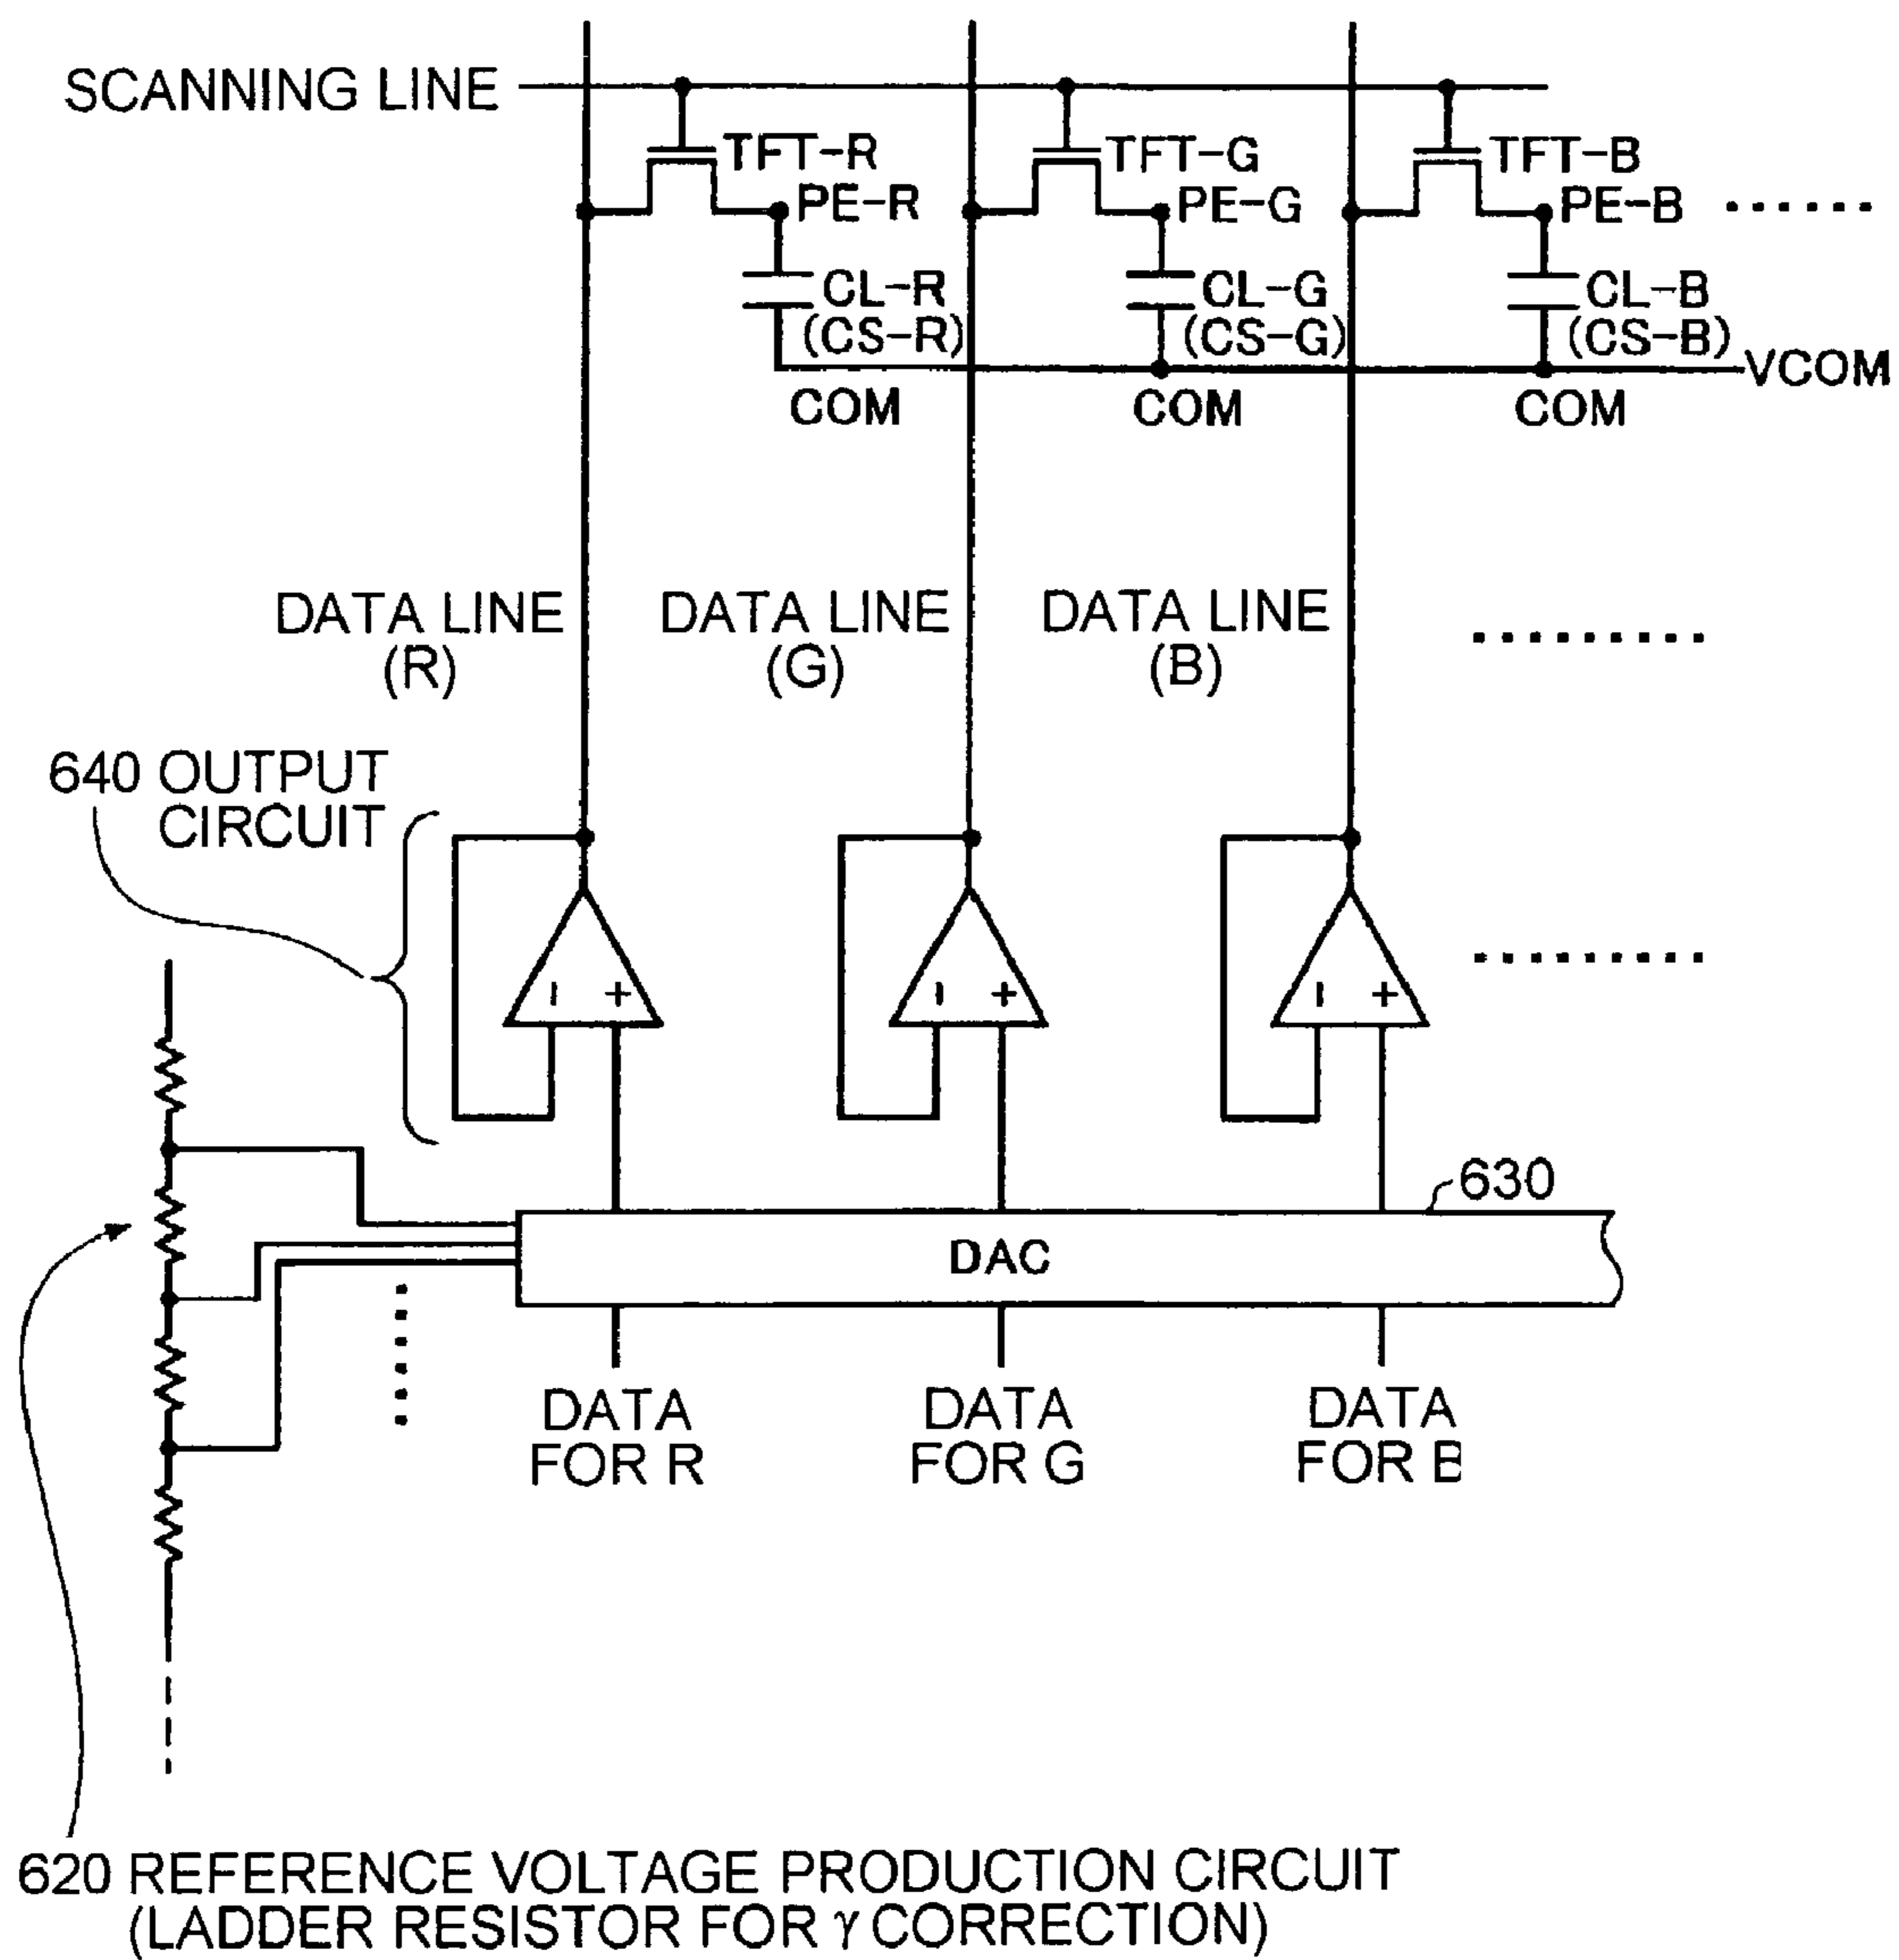 SCANNING LINE
TFT-R
TFT-G
TFT-B
PE-R
PE-G
PE-B
CL-R
(CS-R)
CL-G
(CS-G)
CL-B
(CS-B)
VCOM
COM
COM
COM
DATA LINE
(R)
DATA LINE
(G)
DATA LINE
(B)
640 OUTPUT
CIRCUIT
- +
- +
- +
630
DAC
DATA
FOR R
DATA
FOR G
DATA
FOR B
620 REFERENCE VOLTAGE PRODUCTION CIRCUIT
(LADDER RESISTOR FOR γ CORRECTION)